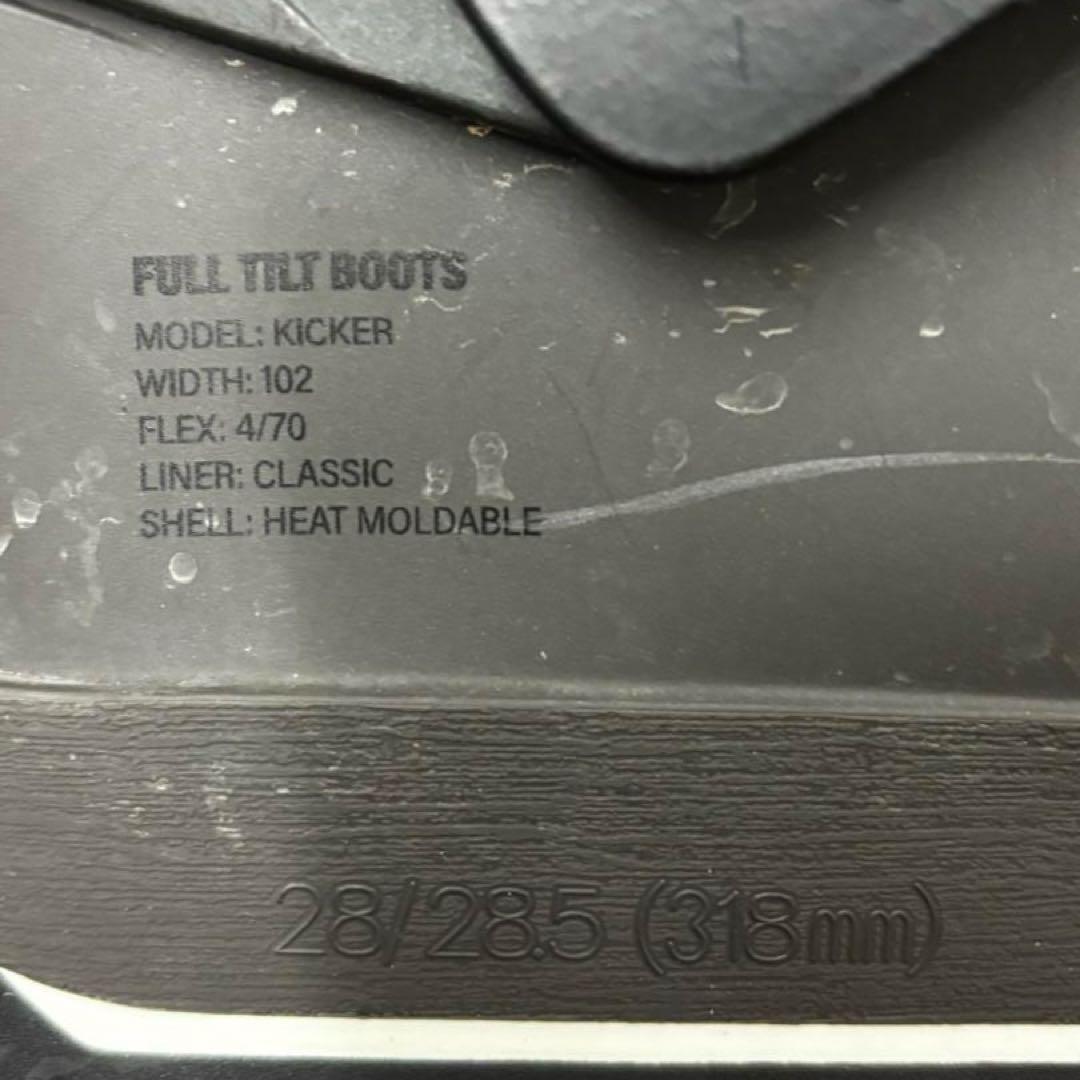 FULL TILT BOOTS
MODEL: KICKER
WIDTH: 102
FLEX: 4/70
LINER: CLASSIC
SHELL: HEAT MOLDABLE
28/28.5 (318mm)